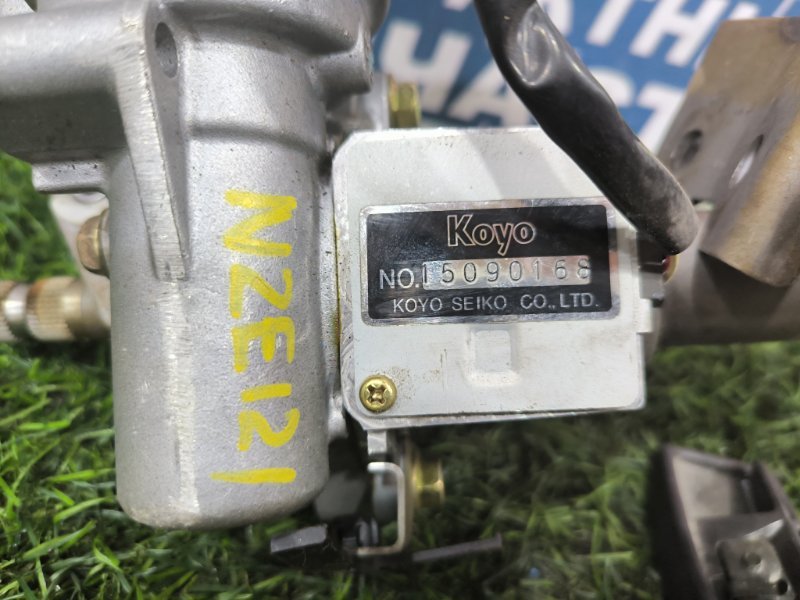 Koyo
NO. 15090168
KOYO SEIKO CO., LTD.
NZE121